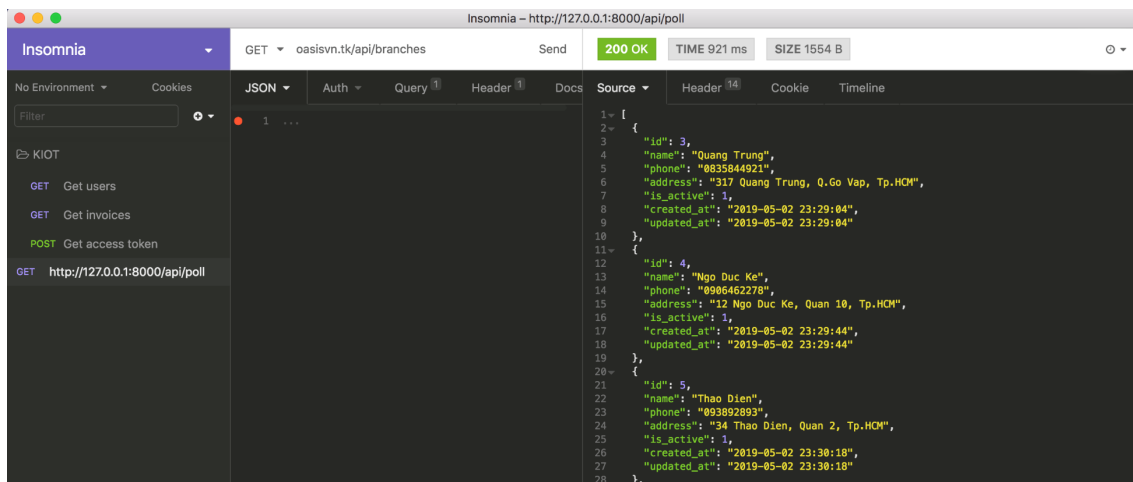 Insomnia – http://127.0.0.1:8000/api/poll
Insomnia
GET oasisvn.tk/api/branches Send
200 OK TIME 921 ms SIZE 1554 B
No Environment Cookies
JSON Auth Query 1 Header 1 Docs
Source Header 14 Cookie Timeline
Filter
KIOT
GET Get users
GET Get invoices
POST Get access token
GET http://127.0.0.1:8000/api/poll
1 ...
1 [
2 {
3 "id": 3,
4 "name": "Quang Trung",
5 "phone": "0835844921",
6 "address": "317 Quang Trung, Q.Go Vap, Tp.HCM",
7 "is_active": 1,
8 "created_at": "2019-05-02 23:29:04",
9 "updated_at": "2019-05-02 23:29:04"
10 },
11 {
12 "id": 4,
13 "name": "Ngo Duc Ke",
14 "phone": "0906462278",
15 "address": "12 Ngo Duc Ke, Quan 10, Tp.HCM",
16 "is_active": 1,
17 "created_at": "2019-05-02 23:29:44",
18 "updated_at": "2019-05-02 23:29:44"
19 },
20 {
21 "id": 5,
22 "name": "Thao Dien",
23 "phone": "093892893",
24 "address": "34 Thao Dien, Quan 2, Tp.HCM",
25 "is_active": 1,
26 "created_at": "2019-05-02 23:30:18",
27 "updated_at": "2019-05-02 23:30:18"
28 },